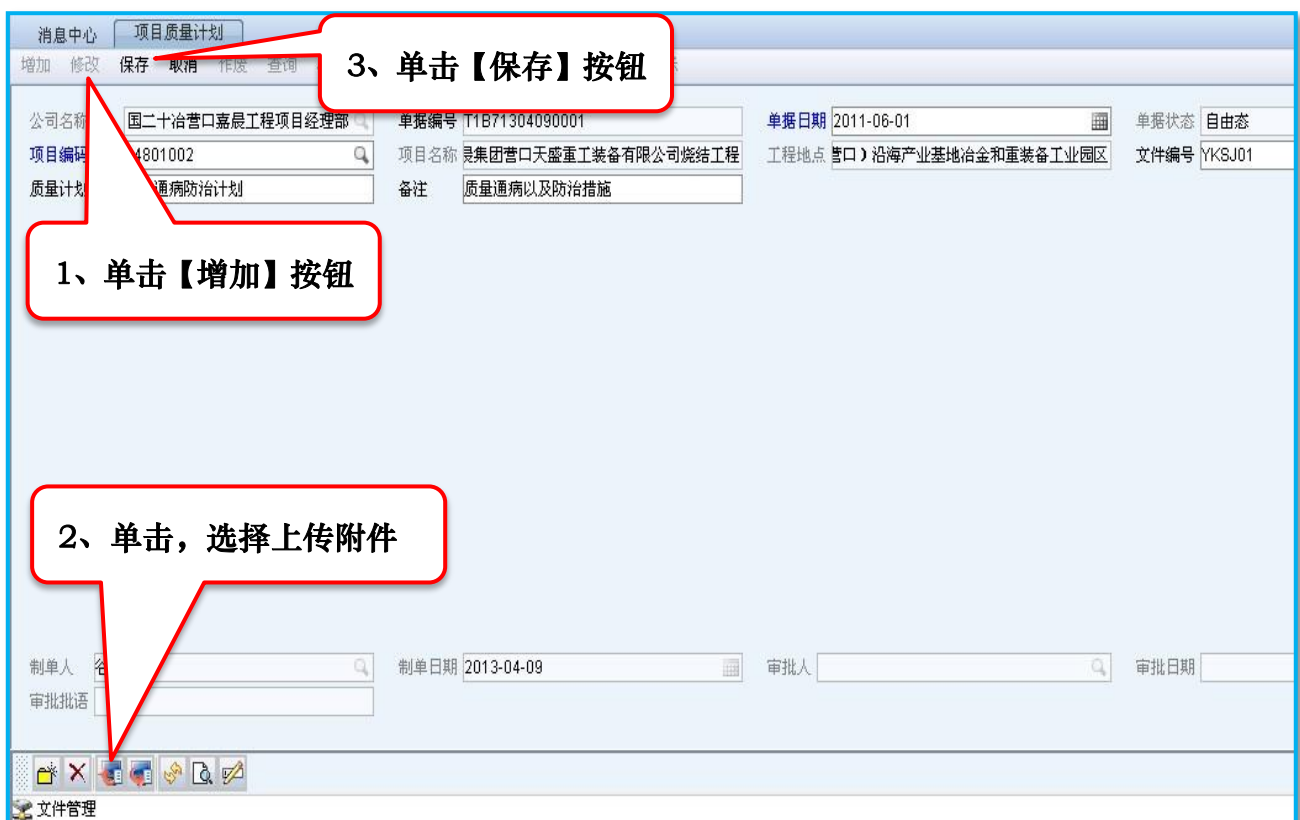 消息中心 项目质量计划
增加 修改 保存 取消 作废 查询
3、单击【保存】按钮
公司名称 国二十冶营口嘉晨工程项目经理部 单据编号 T1B71304090001 单据日期 2011-06-01 单据状态 自由态
项目编码 4801002 项目名称 晨集团营口天盛重工装备有限公司烧结工程 工程地点 营口）沿海产业基地冶金和重装备工业园区 文件编号 YKSJ01
质量计划 通病防治计划 备注 质量通病以及防治措施
1、单击【增加】按钮
2、单击，选择上传附件
制单人 制单日期 2013-04-09 审批人 审批日期
审批批语
文件管理